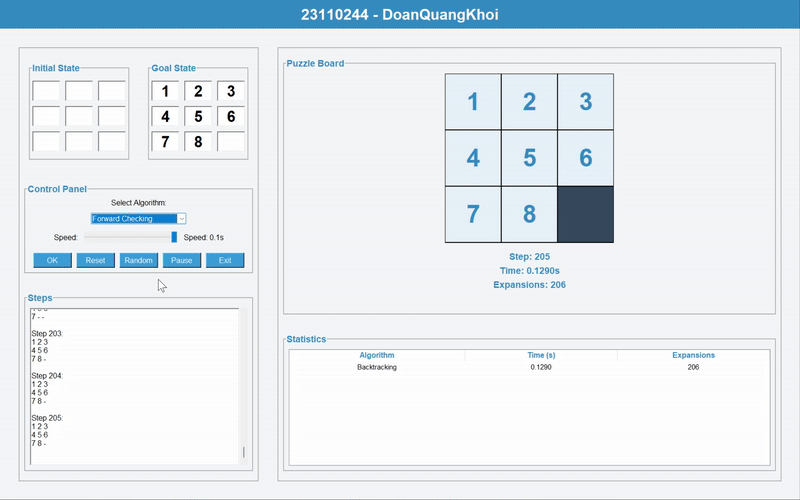 23110244 - DoanQuangKhoi
Initial State
Goal State
1 2 3
4 5 6
7 8
Control Panel
Select Algorithm:
Forward Checking
Speed: Speed: 0.1s
OK Reset Random Pause Exit
Steps
7 - -
Step 203:
1 2 3
4 5 6
7 8 -
Step 204:
1 2 3
4 5 6
7 8 -
Step 205:
1 2 3
4 5 6
7 8 -
Puzzle Board
1 2 3
4 5 6
7 8
Step: 205
Time: 0.1290s
Expansions: 206
Statistics
Algorithm Time (s) Expansions
Backtracking 0.1290 206